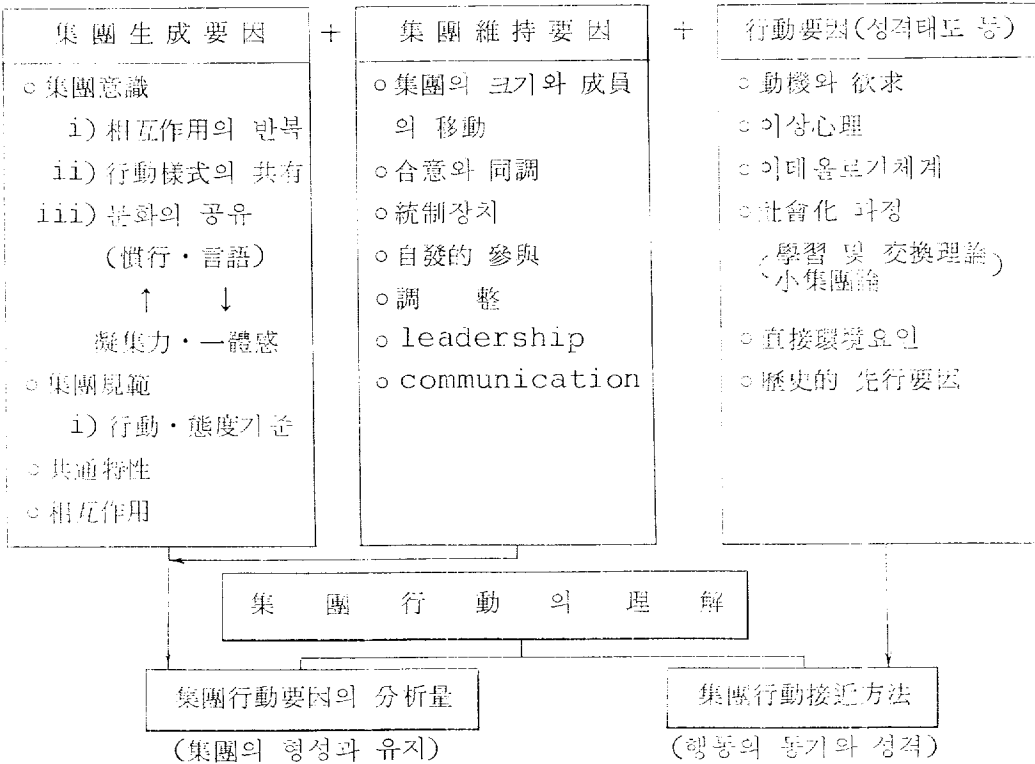 集團生成要因 + 集團維持要因 + 行動要因(성격태도 등)
○集團意識
i) 相互作用의 반복
ii) 行動樣式의 共有
iii) 문화의 공유
(慣行・言語)
↑ ↓
凝集力・一體感
○集團規範
i) 行動・態度기준
○共通特性
○相互作用
○集團의 크기와 成員
의 移動
○合意와 同調
○統制장치
○自發的 參與
○調 整
○leadership
○communication
○動機와 欲求
○이상心理
○이데올로기체계
○社會化 과정
(學習 및 交換理論
小集團論)
○直接環境요인
○歷史的 先行要因
集團行動의 理解
集團行動要因의 分析量
(集團의 형성과 유지)
集團行動接近方法
(행동의 동기와 성격)